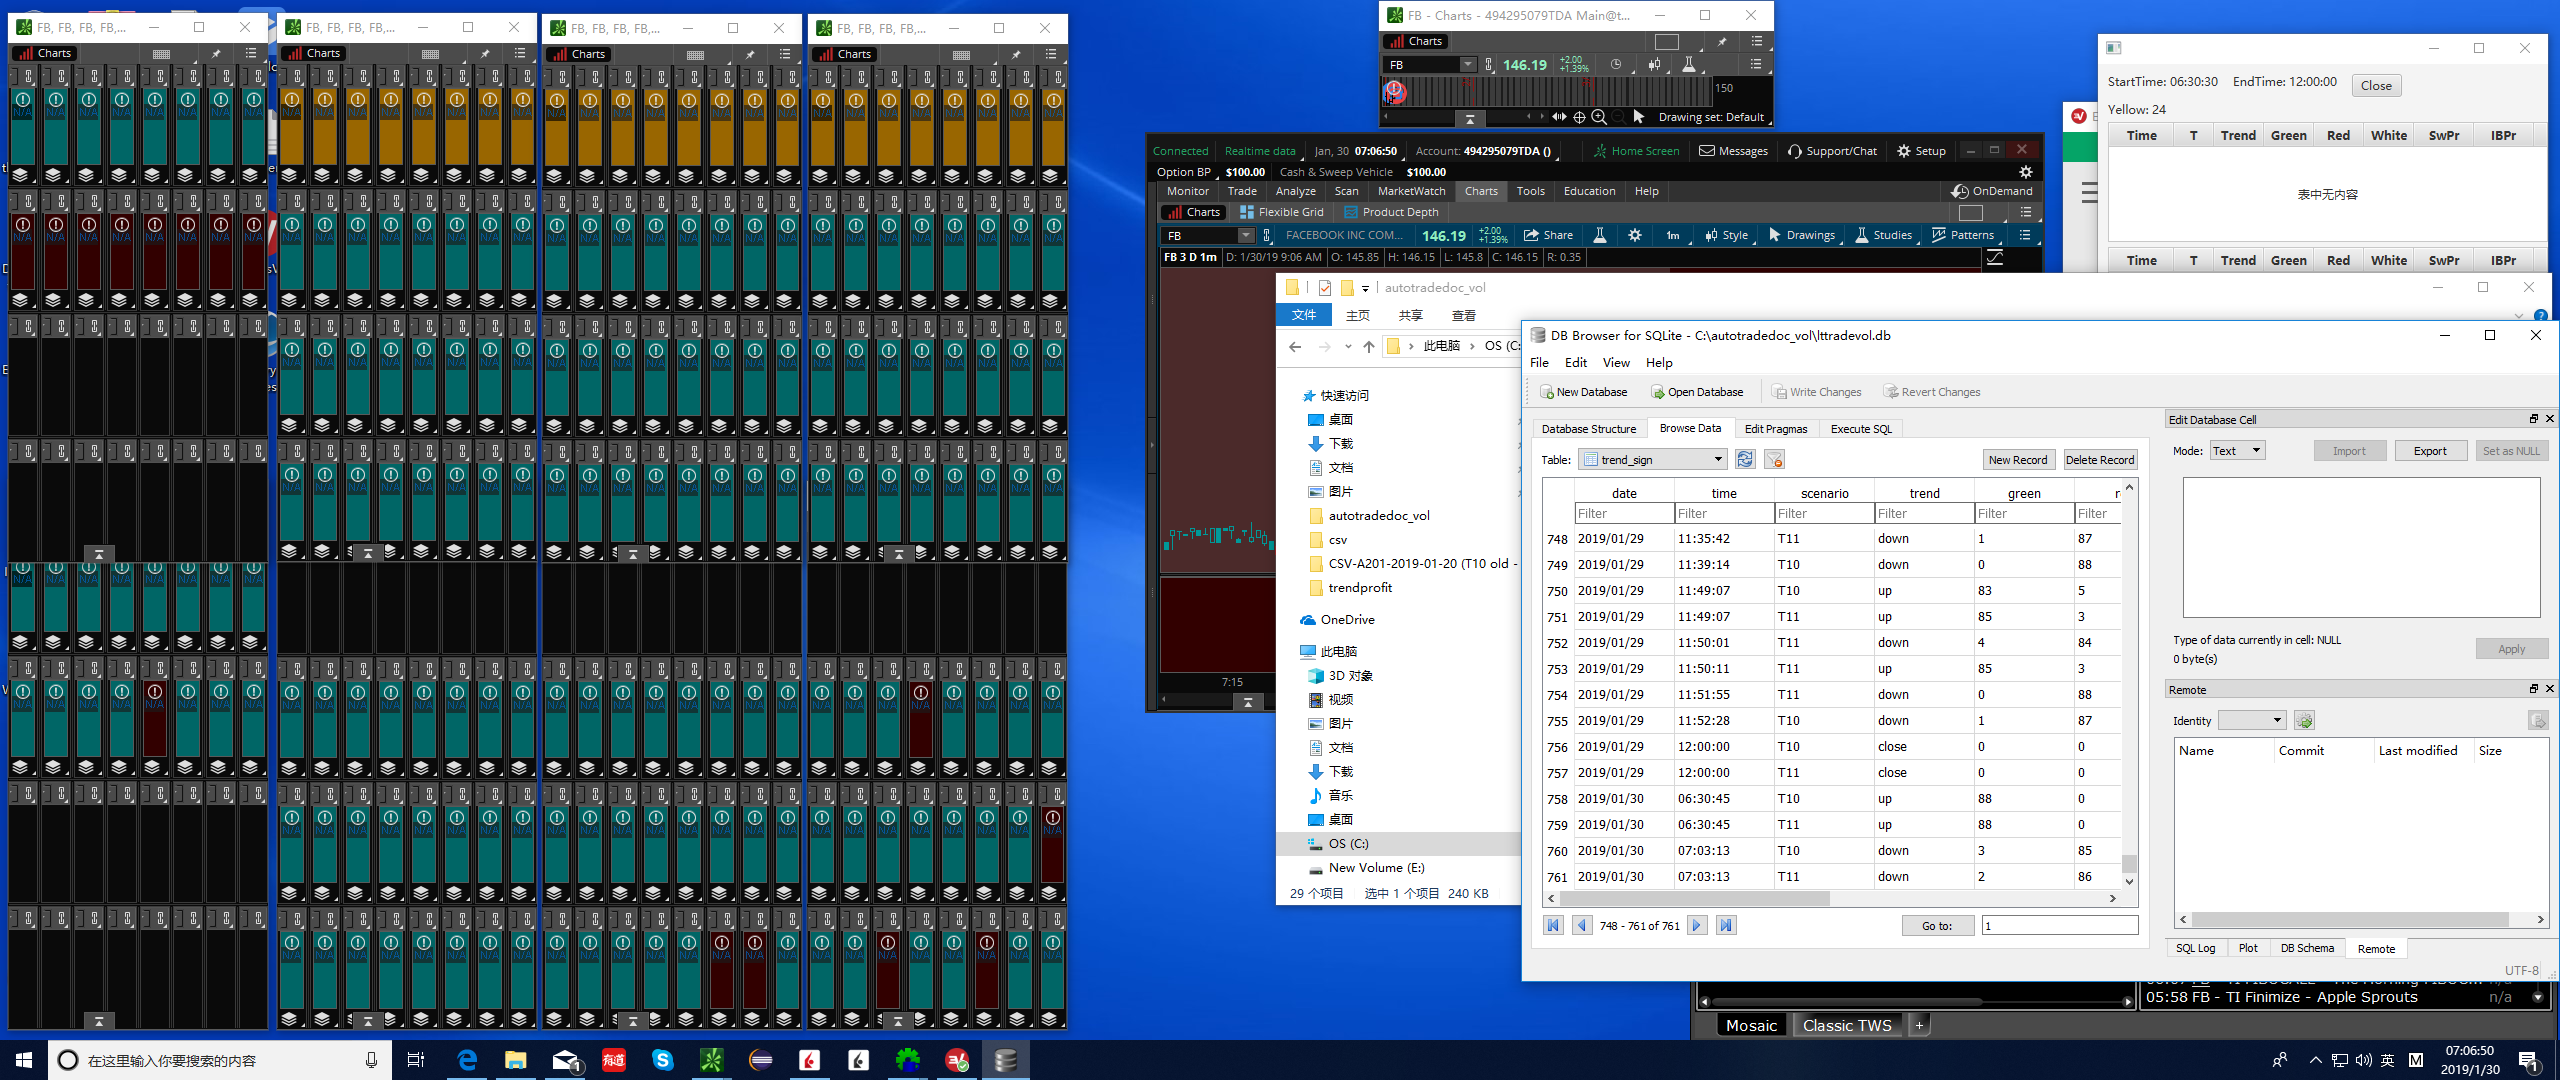 FB, FB, FB, FB,...
FB, FB, FB, FB,...
FB, FB, FB, FB,...
FB, FB, FB, FB,...
Charts
Charts
Charts
Charts
FB - Charts - 494295079TDA Main@t...
Charts
FB
146.19
+2.00
+1.39%
150
Drawing set: Default
Connected
Realtime data
Jan, 30 07:06:50
Account: 494295079TDA ()
Home Screen
Messages
Support/Chat
Setup
Option BP
$100.00
Cash & Sweep Vehicle
$100.00
Monitor
Trade
Analyze
Scan
MarketWatch
Charts
Tools
Education
Help
OnDemand
Charts
Flexible Grid
Product Depth
FB
FACEBOOK INC COM...
146.19
+2.00
+1.39%
Share
1m
Style
Drawings
Studies
Patterns
FB 3 D 1m
D: 1/30/19 9:06 AM
O: 145.85
H: 146.15
L: 145.8
C: 146.15
R: 0.35
7:15
StartTime: 06:30:30 EndTime: 12:00:00 Close
Yellow: 24
Time T Trend Green Red White SwPr IBPr
表中无内容
Time T Trend Green Red White SwPr IBPr
autotradedoc_vol
文件 主页 共享 查看
此电脑 OS (C:
快速访问
桌面
下载
文档
图片
autotradedoc_vol
csv
CSV-A201-2019-01-20 (T10 old -
trendprofit
OneDrive
此电脑
3D 对象
视频
图片
文档
下载
音乐
桌面
OS (C:)
New Volume (E:)
29 个项目 选中 1 个项目 240 KB
DB Browser for SQLite - C:\autotradedoc_vol\lttradevol.db
File Edit View Help
New Database Open Database Write Changes Revert Changes
Database Structure Browse Data Edit Pragmas Execute SQL
Table: trend_sign New Record Delete Record
date time scenario trend green
Filter Filter Filter Filter Filter Filter
748 2019/01/29 11:35:42 T11 down 1 87
749 2019/01/29 11:39:14 T10 down 0 88
750 2019/01/29 11:49:07 T10 up 83 5
751 2019/01/29 11:49:07 T11 up 85 3
752 2019/01/29 11:50:01 T11 down 4 84
753 2019/01/29 11:50:11 T11 up 85 3
754 2019/01/29 11:51:55 T11 down 0 88
755 2019/01/29 11:52:28 T10 down 1 87
756 2019/01/29 12:00:00 T10 close 0 0
757 2019/01/29 12:00:00 T11 close 0 0
758 2019/01/30 06:30:45 T10 up 88 0
759 2019/01/30 06:30:45 T11 up 88 0
760 2019/01/30 07:03:13 T10 down 3 85
761 2019/01/30 07:03:13 T11 down 2 86
748 - 761 of 761
Go to: 1
Edit Database Cell
Mode: Text Import Export Set as NULL
Type of data currently in cell: NULL
0 byte(s)
Apply
Remote
Identity
Name Commit Last modified Size
SQL Log Plot DB Schema Remote
UTF-8
05:58 FB - TI Finimize - Apple Sprouts n/a
Mosaic Classic TWS +
在这里输入你要搜索的内容
有道
英 M
07:06:50
2019/1/30